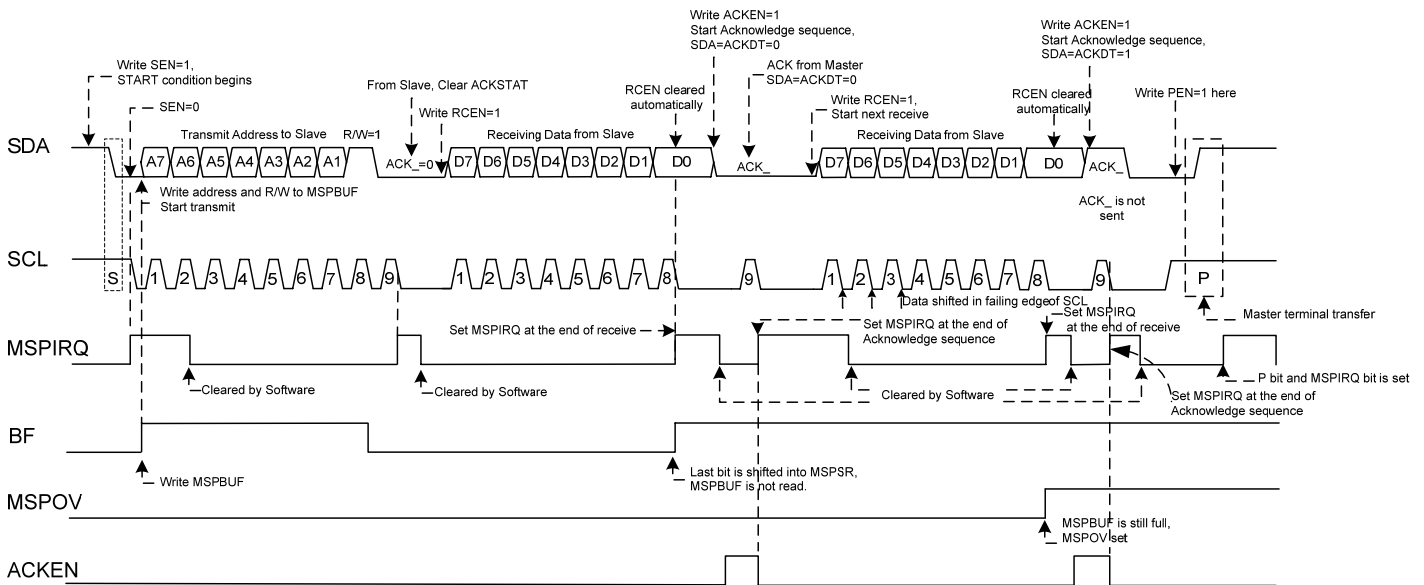 Write SEN=1,
START condition begins
SEN=0
From Slave, Clear ACKSTAT
Write RCEN=1
RCEN cleared
automatically
Write ACKEN=1
Start Acknowledge sequence,
SDA=ACKDT=0
ACK from Master
SDA=ACKDT=0
Write RCEN=1,
Start next receive
Write ACKEN=1
Start Acknowledge sequence,
SDA=ACKDT=1
RCEN cleared
automatically
Write PEN=1 here
Transmit Address to Slave
R/W=1
Receiving Data from Slave
Receiving Data from Slave
SDA
A7 A6 A5 A4 A3 A2 A1 ACK_=0 D7 D6 D5 D4 D3 D2 D1 D0 ACK_ D7 D6 D5 D4 D3 D2 D1 D0 ACK_
Write address and R/W to MSPBUF
Start transmit
ACK_ is not
sent
SCL
S 1 2 3 4 5 6 7 8 9 1 2 3 4 5 6 7 8 9 1 2 3 4 5 6 7 8 9 P
Data shifted in failing edge of SCL
Master terminal transfer
MSPIRQ
Set MSPIRQ at the end of receive
Set MSPIRQ at the end of
Acknowledge sequence
Set MSPIRQ
at the end of receive
Cleared by Software
Cleared by Software
Cleared by Software
P bit and MSPIRQ bit is set
Set MSPIRQ at the end of
Acknowledge sequence
BF
Write MSPBUF
Last bit is shifted into MSPSR,
MSPBUF is not read.
MSPOV
MSPBUF is still full,
MSPOV set
ACKEN